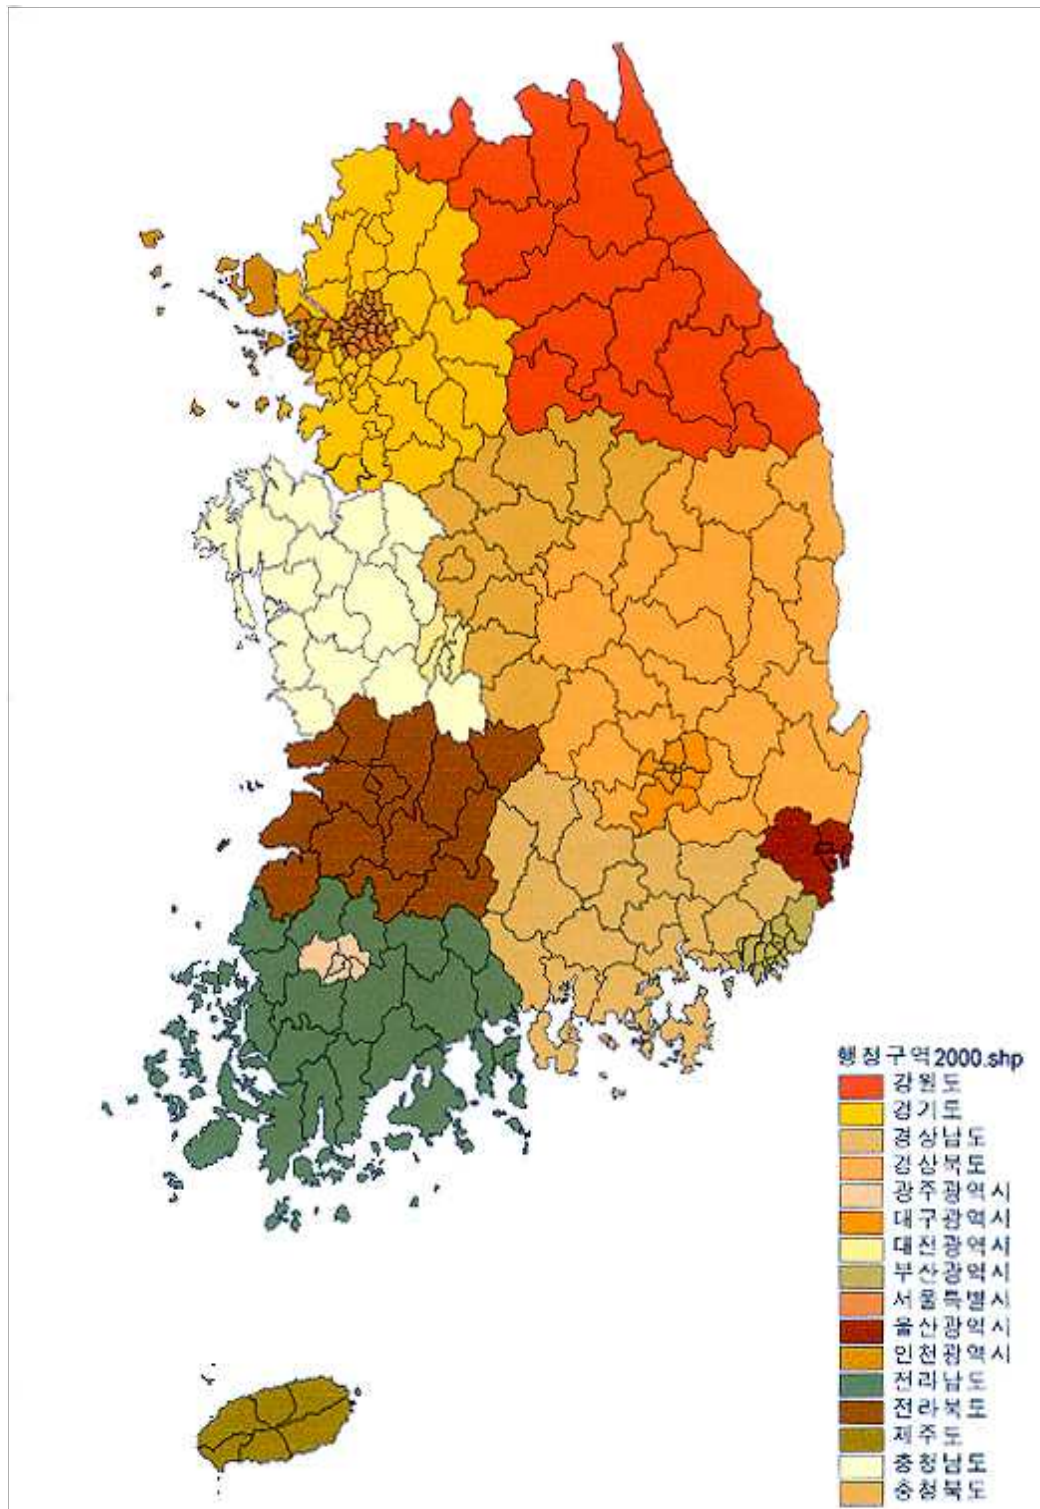 행정구역2000.shp
강원도
경기도
경상남도
경상북도
광주광역시
대구광역시
대전광역시
부산광역시
서울특별시
울산광역시
인천광역시
전라남도
전라북도
제주도
충청남도
충청북도